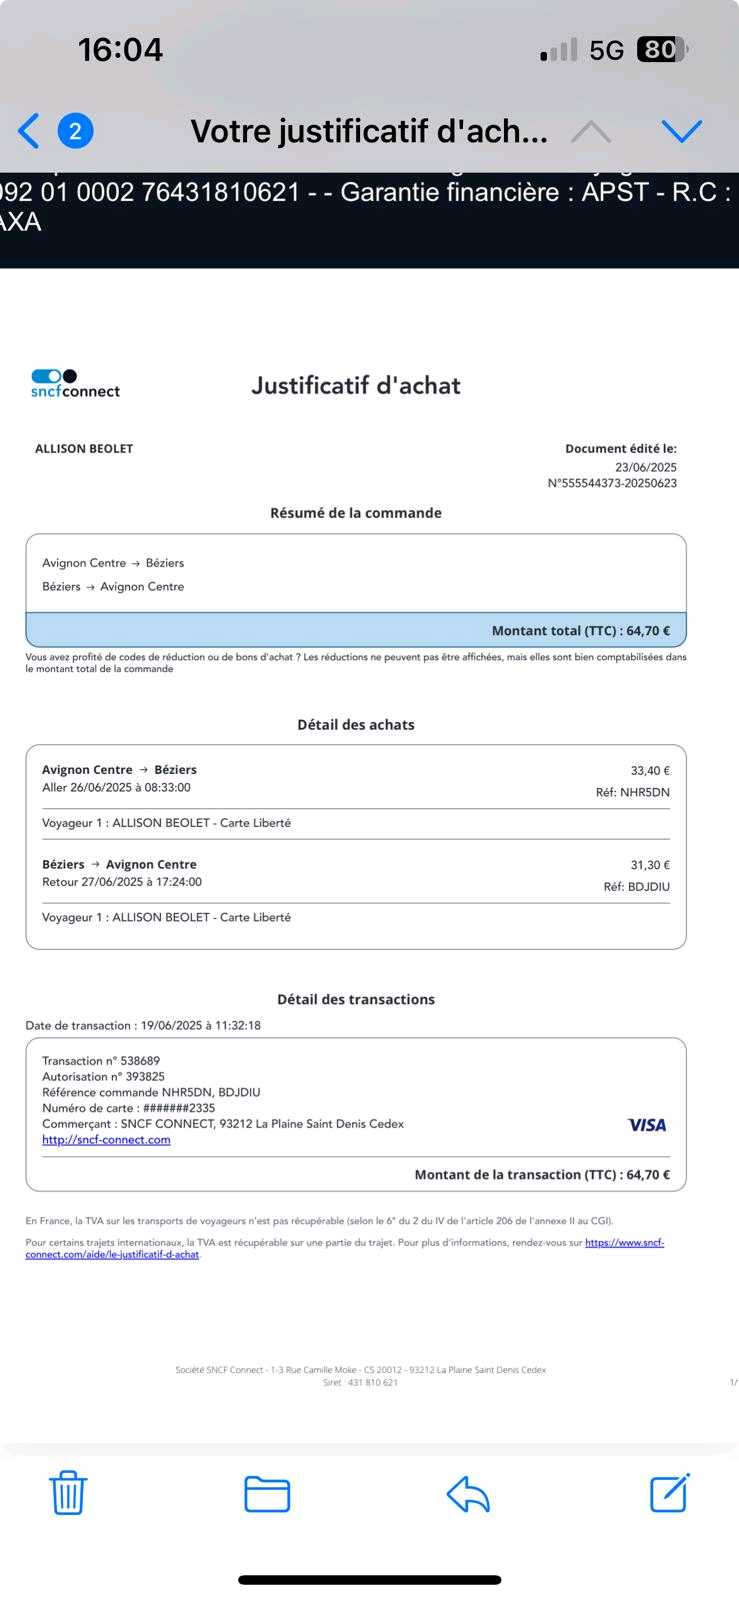 16:04
5G 80
2 Votre justificatif d'ach...
092 01 0002 76431810621 - - Garantie financière : APST - R.C :
AXA
sncfconnect
Justificatif d'achat
ALLISON BEOLET
Document édité le:
23/06/2025
N°555544373-20250623
Résumé de la commande
Avignon Centre → Béziers
Béziers → Avignon Centre
Montant total (TTC) : 64,70 €
Vous avez profité de codes de réduction ou de bons d'achat ? Les réductions ne peuvent pas être affichées, mais elles sont bien comptabilisées dans
le montant total de la commande
Détail des achats
Avignon Centre → Béziers 33,40 €
Aller 26/06/2025 à 08:33:00 Réf: NHR5DN
Voyageur 1 : ALLISON BEOLET - Carte Liberté
Béziers → Avignon Centre 31,30 €
Retour 27/06/2025 à 17:24:00 Réf: BDJDIU
Voyageur 1 : ALLISON BEOLET - Carte Liberté
Détail des transactions
Date de transaction : 19/06/2025 à 11:32:18
Transaction n° 538689
Autorisation n° 393825
Référence commande NHR5DN, BDJDIU
Numéro de carte : #######2335
Commerçant : SNCF CONNECT, 93212 La Plaine Saint Denis Cedex VISA
http://sncf-connect.com
Montant de la transaction (TTC) : 64,70 €
En France, la TVA sur les transports de voyageurs n'est pas récupérable (selon le 6° du 2 du IV de l'article 206 de l'annexe II au CGI).
Pour certains trajets internationaux, la TVA est récupérable sur une partie du trajet. Pour plus d'informations, rendez-vous sur https://www.sncf-
connect.com/aide/le-justificatif-d-achat.
Société SNCF Connect - 1-3 Rue Camille Moke - CS 20012 - 93212 La Plaine Saint Denis Cedex
Siret : 431 810 621 1/